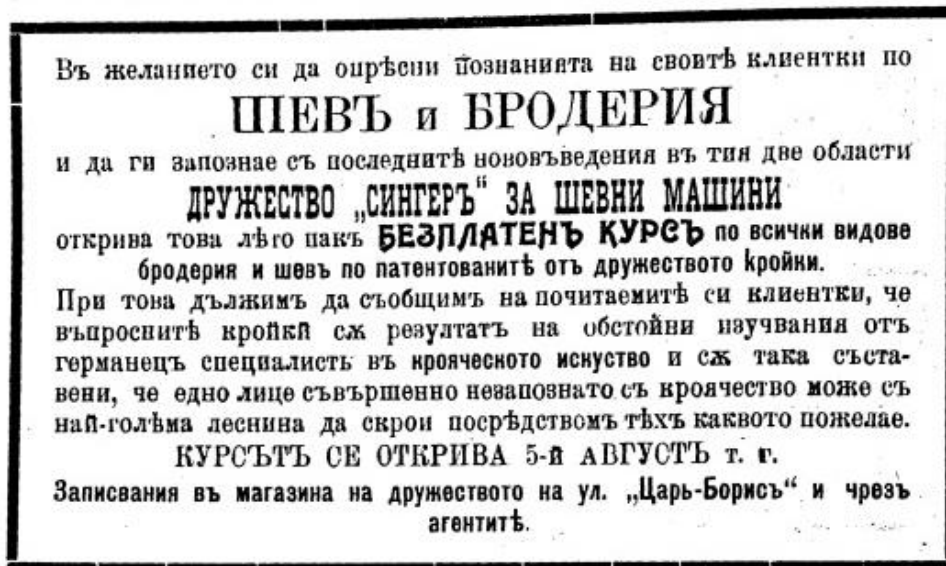 Въ желанието си да опрѣсни познанията на своитѣ клиентки по
ШЕВЪ и БРОДЕРИЯ
и да ги запознае съ последнитѣ нововъведения въ тия две области
ДРУЖЕСТВО „СИНГЕРЪ“ ЗА ШЕВНИ МАШИНИ
открива това лѣто пакъ БЕЗПЛАТЕНЪ КУРСЪ по всички видове
бродерия и шевъ по патентованитѣ отъ дружеството кройки.
При това дължимъ да съобщимъ на почитаемитѣ си клиентки, че
въпроснитѣ кройки сѫ резултатъ на обстойни изучвания отъ
германецъ специалистъ въ крояческото искуство и сѫ така съста-
вени, че едно лице съвършенно незапознато съ кроячество може съ
най-голѣма леснина да скрои посрѣдствомъ тѣхъ каквото пожелае.
КУРСЪТЪ СЕ ОТКРИВА 5-й АВГУСТЪ т. г.
Записвания въ магазина на дружеството на ул. „Царь-Борисъ“ и чрезъ
агентитѣ.